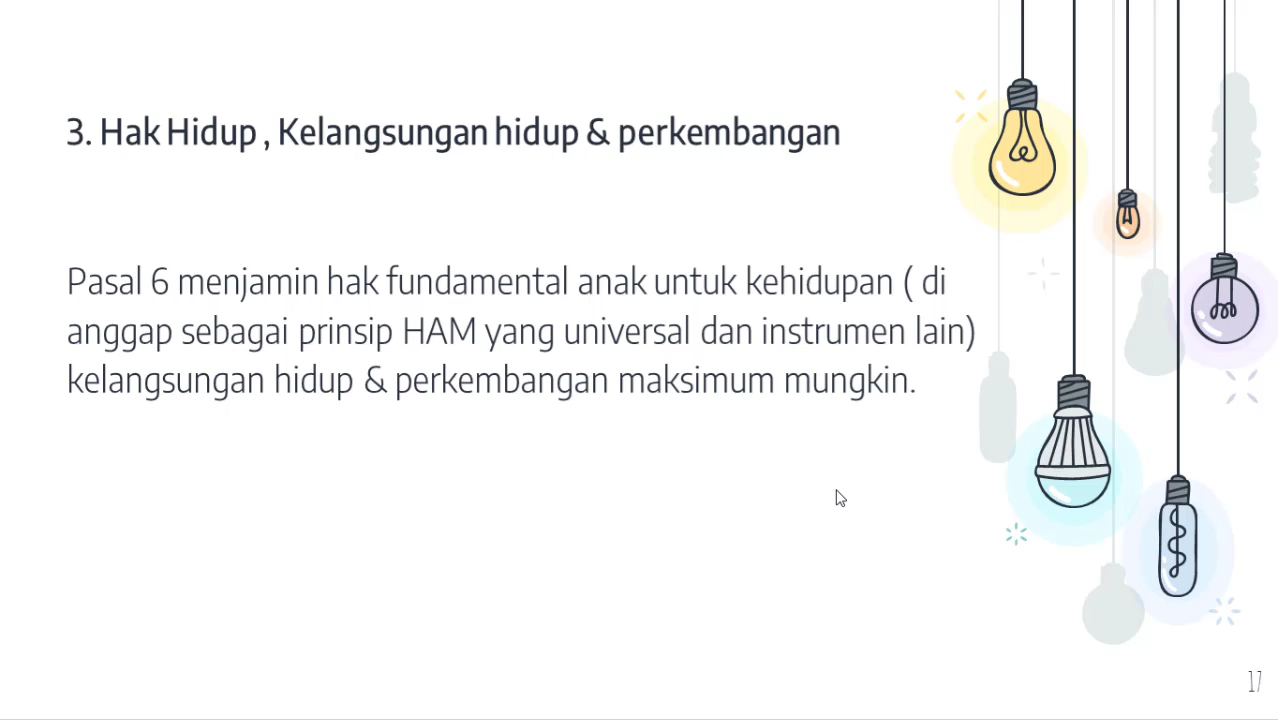 3. Hak Hidup , Kelangsungan hidup & perkembangan
Pasal 6 menjamin hak fundamental anak untuk kehidupan ( di
anggap sebagai prinsip HAM yang universal dan instrumen lain)
kelangsungan hidup & perkembangan maksimum mungkin.
17